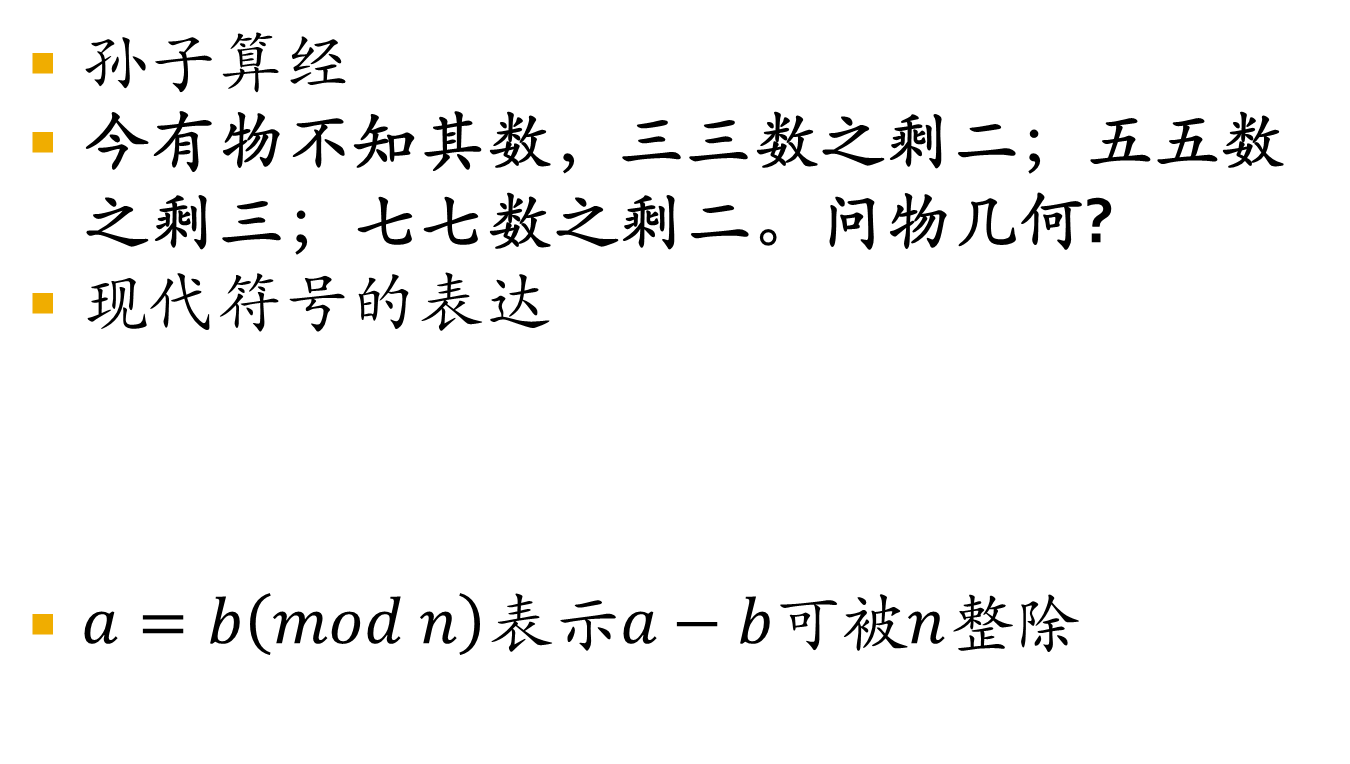 孙子算经
今有物不知其数，三三数之剩二；五五数
之剩三；七七数之剩二。问物几何?
现代符号的表达
a = b(mod n)表示a − b可被n整除